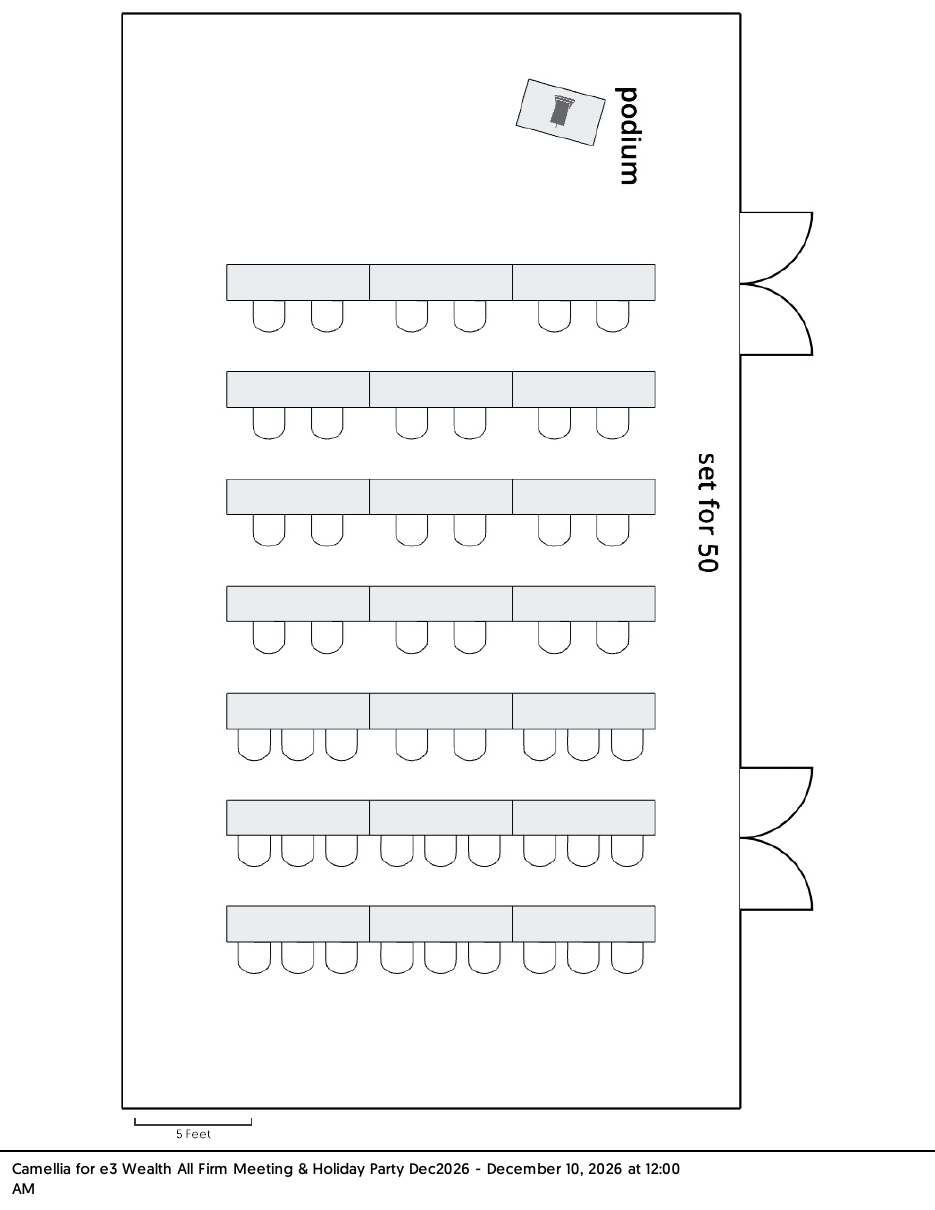 podium
set for 50
5 Feet
Camellia for e3 Wealth All Firm Meeting & Holiday Party Dec2026 - December 10, 2026 at 12:00
AM